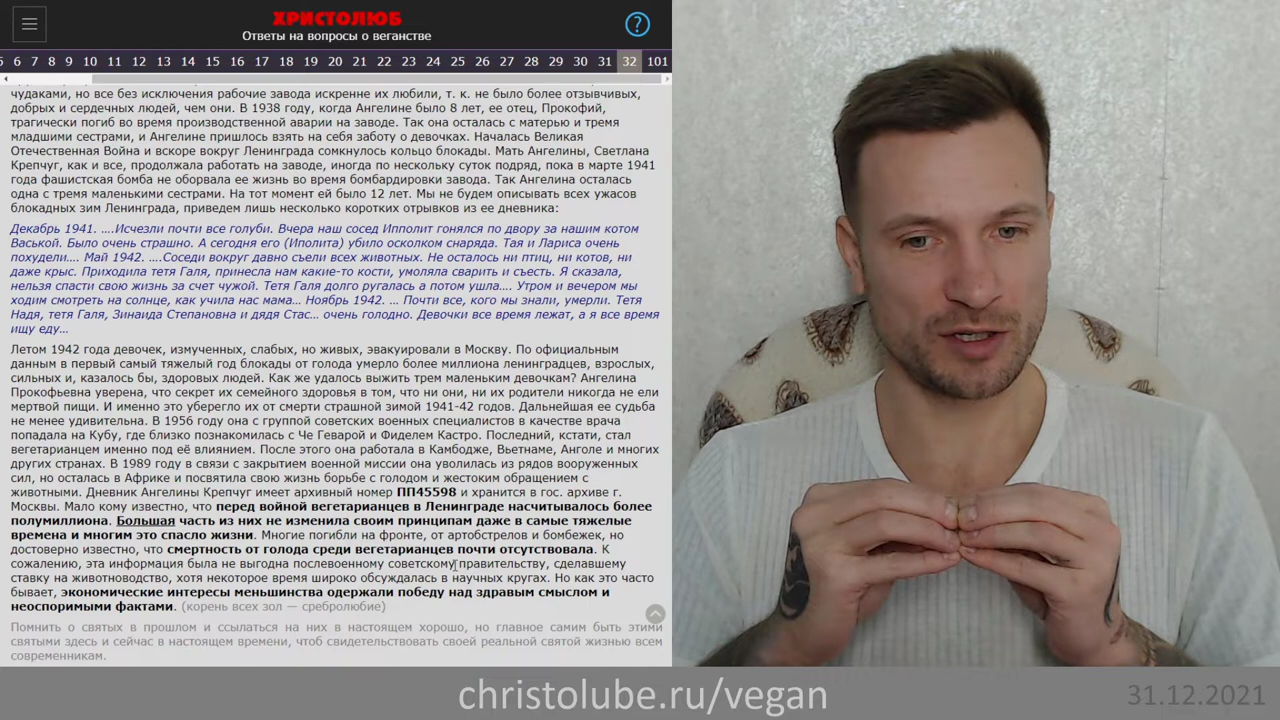 ХРИСТОЛЮБ
Ответы на вопросы о веганстве
?
6 7 8 9 10 11 12 13 14 15 16 17 18 19 20 21 22 23 24 25 26 27 28 29 30 31 32 101
чудаками, но все без исключения рабочие завода искренне их любили, т. к. не было более отзывчивых,
добрых и сердечных людей, чем они. В 1938 году, когда Ангелине было 8 лет, ее отец, Прокофий,
трагически погиб во время производственной аварии на заводе. Так она осталась с матерью и тремя
младшими сестрами, и Ангелине пришлось взять на себя заботу о девочках. Началась Великая
Отечественная Война и вскоре вокруг Ленинграда сомкнулось кольцо блокады. Мать Ангелины, Светлана
Крепчуг, как и все, продолжала работать на заводе, иногда по нескольку суток подряд, пока в марте 1941
года фашистская бомба не оборвала ее жизнь во время бомбардировки завода. Так Ангелина осталась
одна с тремя маленькими сестрами. На тот момент ей было 12 лет. Мы не будем описывать всех ужасов
блокадных зим Ленинграда, приведем лишь несколько коротких отрывков из ее дневника:
Декабрь 1941. ….Исчезли почти все голуби. Вчера наш сосед Ипполит гонялся по двору за нашим котом
Васькой. Было очень страшно. А сегодня его (Иполита) убило осколком снаряда. Тая и Лариса очень
похудели…. Май 1942. ….Соседи вокруг давно съели всех животных. Не осталось ни птиц, ни котов, ни
даже крыс. Приходила тетя Галя, принесла нам какие-то кости, умоляла сварить и съесть. Я сказала,
нельзя спасти свою жизнь за счет чужой. Тетя Галя долго ругалась а потом ушла…. Утром и вечером мы
ходим смотреть на солнце, как учила нас мама… Ноябрь 1942. … Почти все, кого мы знали, умерли. Тетя
Надя, тетя Галя, Зинаида Степановна и дядя Стас… очень голодно. Девочки все время лежат, а я все время
ищу еду…
Летом 1942 года девочек, измученных, слабых, но живых, эвакуировали в Москву. По официальным
данным в первый самый тяжелый год блокады от голода умерло более миллиона ленинградцев, взрослых,
сильных и, казалось бы, здоровых людей. Как же удалось выжить трем маленьким девочкам? Ангелина
Прокофьевна уверена, что секрет их семейного здоровья в том, что ни они, ни их родители никогда не ели
мертвой пищи. И именно это уберегло их от смерти страшной зимой 1941-42 годов. Дальнейшая ее судьба
не менее удивительна. В 1956 году она с группой советских военных специалистов в качестве врача
попадала на Кубу, где близко познакомилась с Че Геварой и Фиделем Кастро. Последний, кстати, стал
вегетарианцем именно под её влиянием. После этого она работала в Камбодже, Вьетнаме, Анголе и многих
других странах. В 1989 году в связи с закрытием военной миссии она уволилась из рядов вооруженных
сил, но осталась в Африке и посвятила свою жизнь борьбе с голодом и жестоким обращением с
животными. Дневник Ангелины Крепчуг имеет архивный номер ПП45598 и хранится в гос. архиве г.
Москвы. Мало кому известно, что перед войной вегетарианцев в Ленинграде насчитывалось более
полумиллиона. Большая часть из них не изменила своим принципам даже в самые тяжелые
времена и многим это спасло жизни. Многие погибли на фронте, от артобстрелов и бомбежек, но
достоверно известно, что смертность от голода среди вегетарианцев почти отсутствовала. К
сожалению, эта информация была не выгодна послевоенному советскому правительству, сделавшему
ставку на животноводство, хотя некоторое время широко обсуждалась в научных кругах. Но как это часто
бывает, экономические интересы меньшинства одержали победу над здравым смыслом и
неоспоримыми фактами. (корень всех зол — сребролюбие)
Помнить о святых в прошлом и ссылаться на них в настоящем хорошо, но главное самим быть этими
святыми здесь и сейчас в настоящем времени, чтоб свидетельствовать своей реальной святой жизнью всем
современникам.
christolube.ru/vegan
31.12.2021